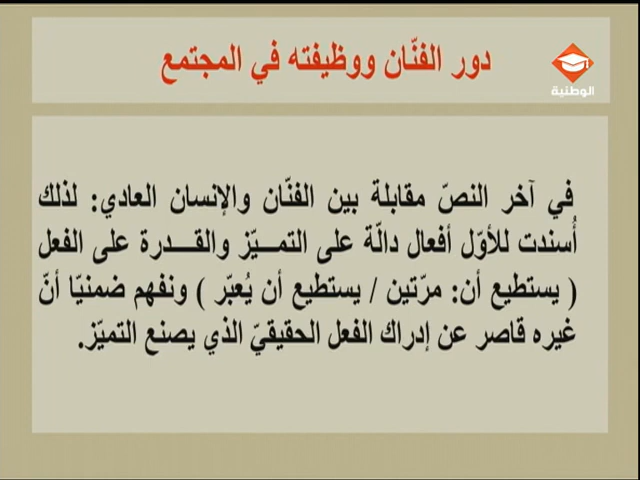 دور الفنّان ووظيفته في المجتمع
الوطنية
في آخر النصّ مقابلة بين الفنّان والإنسان العادي: لذلك
أُسندت للأوّل أفعال دالّة على التميّز والقدرة على الفعل
( يستطيع أن: مرّتين / يستطيع أن يُعبّر ) ونفهم ضمنيّا أنّ
غيره قاصر عن إدراك الفعل الحقيقيّ الذي يصنع التميّز.